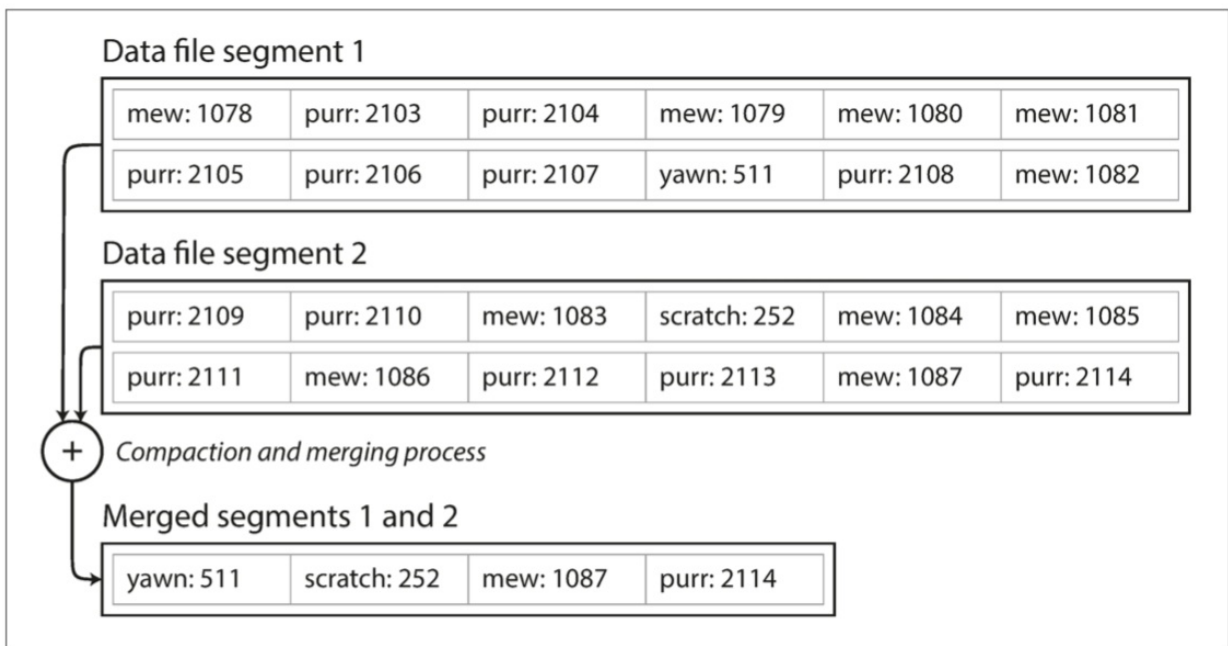 Data file segment 1
mew: 1078 purr: 2103 purr: 2104 mew: 1079 mew: 1080 mew: 1081
purr: 2105 purr: 2106 purr: 2107 yawn: 511 purr: 2108 mew: 1082
Data file segment 2
purr: 2109 purr: 2110 mew: 1083 scratch: 252 mew: 1084 mew: 1085
purr: 2111 mew: 1086 purr: 2112 purr: 2113 mew: 1087 purr: 2114
+ Compaction and merging process
Merged segments 1 and 2
yawn: 511 scratch: 252 mew: 1087 purr: 2114